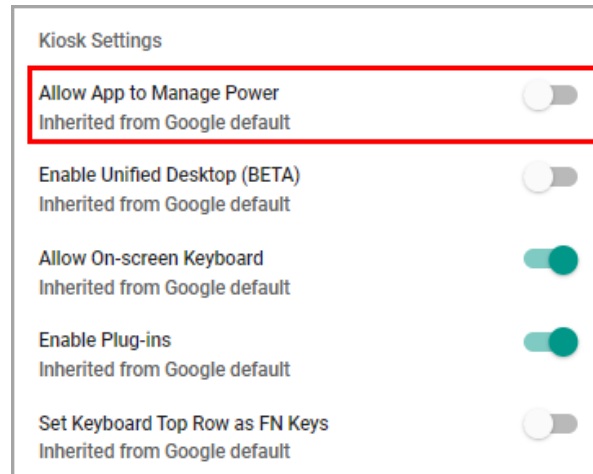 Kiosk Settings
Allow App to Manage Power
Inherited from Google default
Enable Unified Desktop (BETA)
Inherited from Google default
Allow On-screen Keyboard
Inherited from Google default
Enable Plug-ins
Inherited from Google default
Set Keyboard Top Row as FN Keys
Inherited from Google default